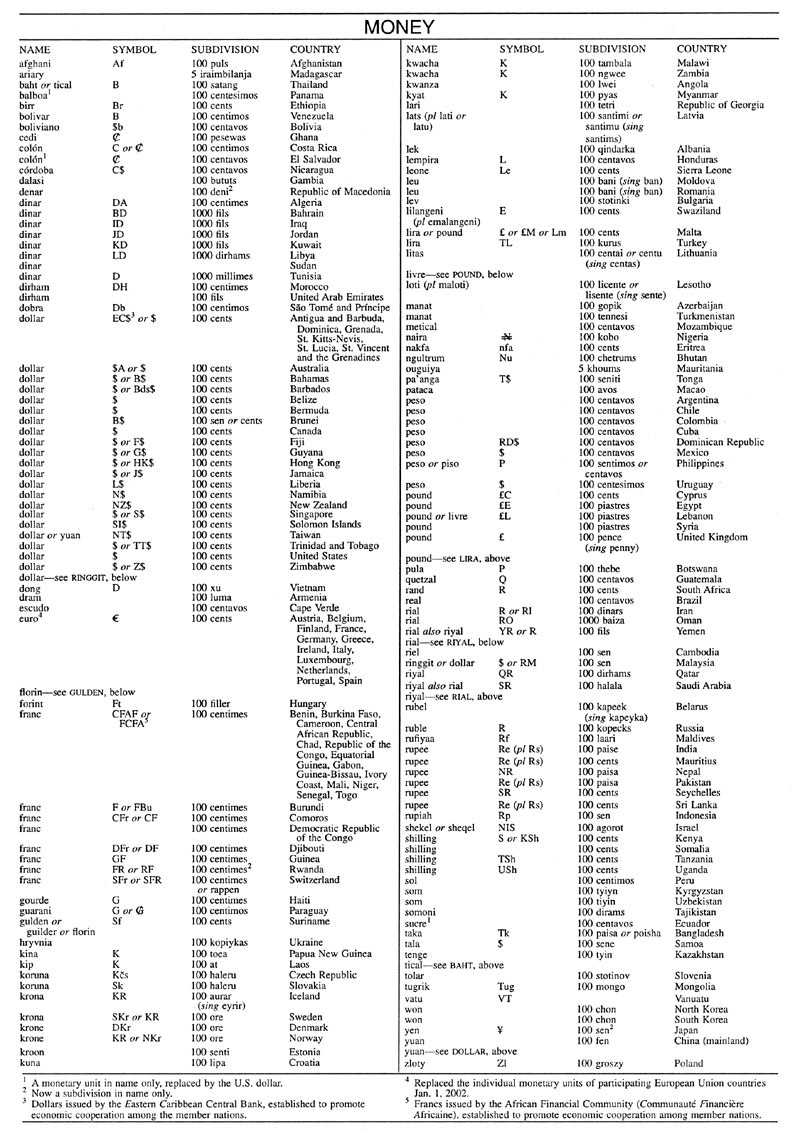 MONEY
NAME SYMBOL SUBDIVISION COUNTRY
afghani Af 100 puls Afghanistan
ariary 5 iraimbilanja Madagascar
baht or tical B 100 satang Thailand
balboa¹ 100 centesimos Panama
birr Br 100 cents Ethiopia
bolivar B 100 centimos Venezuela
boliviano $b 100 centavos Bolivia
cedi ₵ 100 pesewas Ghana
colón C or ₵ 100 centimos Costa Rica
colón¹ ₵ 100 centavos El Salvador
córdoba C$ 100 centavos Nicaragua
dalasi 100 bututs Gambia
denar 100 deni² Republic of Macedonia
dinar DA 100 centimes Algeria
dinar BD 1000 fils Bahrain
dinar ID 1000 fils Iraq
dinar JD 1000 fils Jordan
dinar KD 1000 fils Kuwait
dinar LD 1000 dirhams Libya
dinar Sudan
dinar D 1000 millimes Tunisia
dirham DH 100 centimes Morocco
dirham 100 fils United Arab Emirates
dobra Db 100 centimos São Tomé and Príncipe
dollar EC$³ or $ 100 cents Antigua and Barbuda,
Dominica, Grenada,
St. Kitts-Nevis,
St. Lucia, St. Vincent
and the Grenadines
dollar $A or $ 100 cents Australia
dollar $ or B$ 100 cents Bahamas
dollar $ or Bds$ 100 cents Barbados
dollar $ 100 cents Belize
dollar $ 100 cents Bermuda
dollar B$ 100 sen or cents Brunei
dollar $ 100 cents Canada
dollar $ or F$ 100 cents Fiji
dollar $ or G$ 100 cents Guyana
dollar $ or HK$ 100 cents Hong Kong
dollar $ or J$ 100 cents Jamaica
dollar L$ 100 cents Liberia
dollar N$ 100 cents Namibia
dollar NZ$ 100 cents New Zealand
dollar $ or S$ 100 cents Singapore
dollar SI$ 100 cents Solomon Islands
dollar or yuan NT$ 100 cents Taiwan
dollar $ or TT$ 100 cents Trinidad and Tobago
dollar $ 100 cents United States
dollar $ or Z$ 100 cents Zimbabwe
dollar—see RINGGIT, below
dong D 100 xu Vietnam
dram 100 luma Armenia
escudo 100 centavos Cape Verde
euro⁴ € 100 cents Austria, Belgium,
Finland, France,
Germany, Greece,
Ireland, Italy,
Luxembourg,
Netherlands,
Portugal, Spain
florin—see GULDEN, below
forint Ft 100 filler Hungary
franc CFAF or 100 centimes Benin, Burkina Faso,
FCFA⁵ Cameroon, Central
African Republic,
Chad, Republic of the
Congo, Equatorial
Guinea, Gabon,
Guinea-Bissau, Ivory
Coast, Mali, Niger,
Senegal, Togo
franc F or FBu 100 centimes Burundi
franc CFr or CF 100 centimes Comoros
franc 100 centimes Democratic Republic
of the Congo
franc DFr or DF 100 centimes Djibouti
franc GF 100 centimes Guinea
franc FR or RF 100 centimes² Rwanda
franc SFr or SFR 100 centimes Switzerland
or rappen
gourde G 100 centimes Haiti
guarani G or ₲ 100 centimos Paraguay
gulden or Sf 100 cents Suriname
guilder or florin
hryvnia 100 kopiykas Ukraine
kina K 100 toea Papua New Guinea
kip K 100 at Laos
koruna Kčs 100 haleru Czech Republic
koruna Sk 100 haleru Slovakia
krona KR 100 aurar Iceland
(sing eyrir)
krona SKr or KR 100 ore Sweden
krone DKr 100 ore Denmark
krone KR or NKr 100 ore Norway
kroon 100 senti Estonia
kuna 100 lipa Croatia
NAME SYMBOL SUBDIVISION COUNTRY
kwacha K 100 tambala Malawi
kwacha K 100 ngwee Zambia
kwanza 100 lwei Angola
kyat K 100 pyas Myanmar
lari 100 tetri Republic of Georgia
lats (pl lati or 100 santimi or Latvia
latu) santimu (sing
santims)
lek 100 qindarka Albania
lempira L 100 centavos Honduras
leone Le 100 cents Sierra Leone
leu 100 bani (sing ban) Moldova
leu 100 bani (sing ban) Romania
lev 100 stotinki Bulgaria
lilangeni E 100 cents Swaziland
(pl emalangeni)
lira or pound £ or £M or Lm 100 cents Malta
lira TL 100 kurus Turkey
litas 100 centai or centu Lithuania
(sing centas)
livre—see POUND, below
loti (pl maloti) 100 licente or Lesotho
lisente (sing sente)
manat 100 gopik Azerbaijan
manat 100 tennesi Turkmenistan
metical 100 centavos Mozambique
naira ₦ 100 kobo Nigeria
nakfa nfa 100 cents Eritrea
ngultrum Nu 100 chetrums Bhutan
ouguiya 5 khoums Mauritania
pa'anga T$ 100 seniti Tonga
pataca 100 avos Macao
peso 100 centavos Argentina
peso 100 centavos Chile
peso 100 centavos Colombia
peso 100 centavos Cuba
peso RD$ 100 centavos Dominican Republic
peso $ 100 centavos Mexico
peso or piso P 100 sentimos or Philippines
centavos
peso $ 100 centesimos Uruguay
pound £C 100 cents Cyprus
pound £E 100 piastres Egypt
pound or livre £L 100 piastres Lebanon
pound 100 piastres Syria
pound £ 100 pence United Kingdom
(sing penny)
pound—see LIRA, above
pula P 100 thebe Botswana
quetzal Q 100 centavos Guatemala
rand R 100 cents South Africa
real 100 centavos Brazil
rial R or RI 100 dinars Iran
rial RO 1000 baiza Oman
rial also riyal YR or R 100 fils Yemen
rial—see RIYAL, below
riel 100 sen Cambodia
ringgit or dollar $ or RM 100 sen Malaysia
riyal QR 100 dirhams Qatar
riyal also rial SR 100 halala Saudi Arabia
riyal—see RIAL, above
rubel 100 kapeek Belarus
(sing kapeyka)
ruble R 100 kopecks Russia
rufiyaa Rf 100 laari Maldives
rupee Re (pl Rs) 100 paise India
rupee Re (pl Rs) 100 cents Mauritius
rupee NR 100 paisa Nepal
rupee Re (pl Rs) 100 paisa Pakistan
rupee SR 100 cents Seychelles
rupee Re (pl Rs) 100 cents Sri Lanka
rupiah Rp 100 sen Indonesia
shekel or sheqel NIS 100 agorot Israel
shilling S or KSh 100 cents Kenya
shilling 100 cents Somalia
shilling TSh 100 cents Tanzania
shilling USh 100 cents Uganda
sol 100 centimos Peru
som 100 tyiyn Kyrgyzstan
som 100 tiyin Uzbekistan
somoni 100 dirams Tajikistan
sucre¹ 100 centavos Ecuador
taka Tk 100 paisa or poisha Bangladesh
tala $ 100 sene Samoa
tenge 100 tyin Kazakhstan
tical—see BAHT, above
tolar 100 stotinov Slovenia
tugrik Tug 100 mongo Mongolia
vatu VT Vanuatu
won 100 chon North Korea
won 100 chon South Korea
yen ¥ 100 sen² Japan
yuan 100 fen China (mainland)
yuan—see DOLLAR, above
zloty Zl 100 groszy Poland
¹ A monetary unit in name only, replaced by the U.S. dollar.
² Now a subdivision in name only.
³ Dollars issued by the Eastern Caribbean Central Bank, established to promote
economic cooperation among the member nations.
⁴ Replaced the individual monetary units of participating European Union countries
Jan. 1, 2002.
⁵ Francs issued by the African Financial Community (Communauté Financière
Africaine), established to promote economic cooperation among member nations.